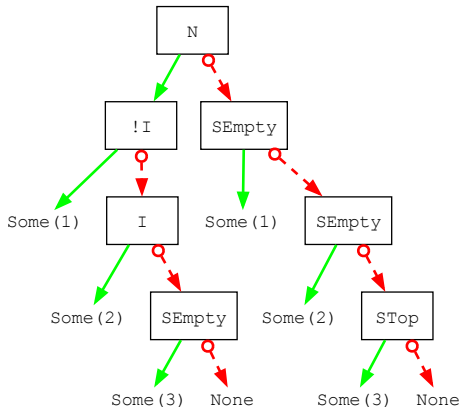 N
!I
SEmpty
Some(1)
I
Some(1)
SEmpty
Some(2)
SEmpty
Some(2)
STop
Some(3)
None
Some(3)
None